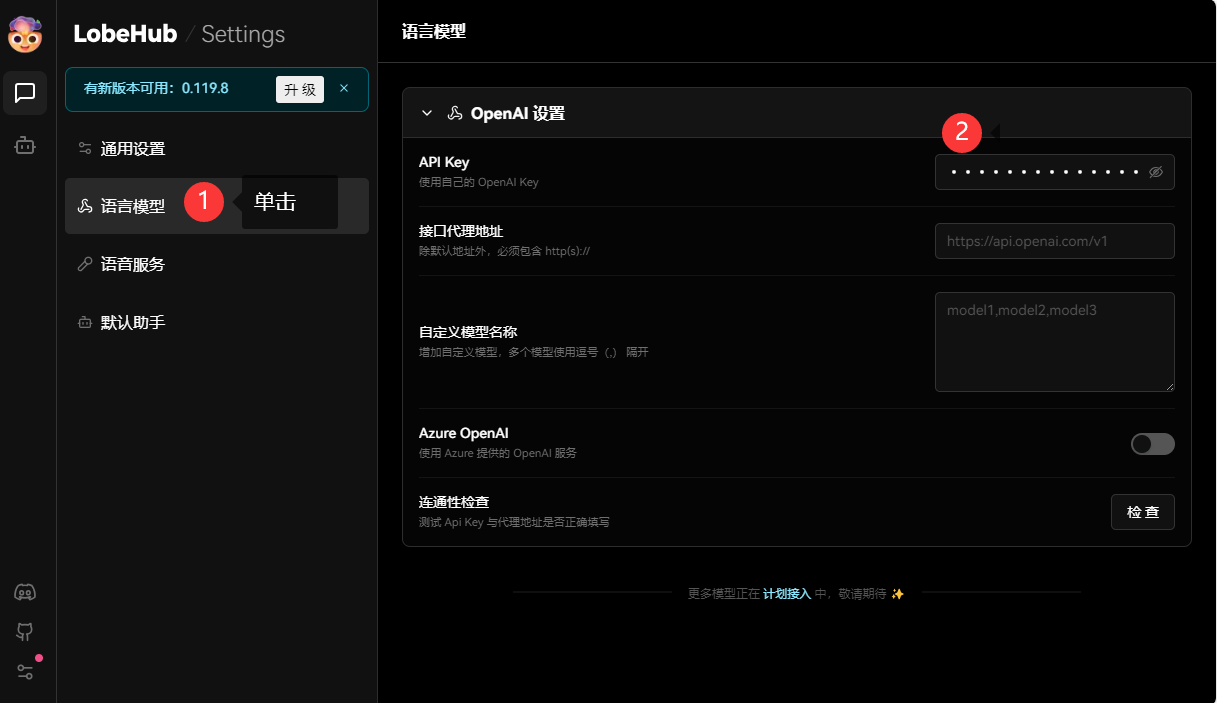 LobeHub / Settings
有新版本可用：0.119.8
升 级
通用设置
语言模型
1
单击
语音服务
默认助手
语言模型
OpenAI 设置
2
API Key
使用自己的 OpenAI Key
接口代理地址
除默认地址外，必须包含 http(s)://
https://api.openai.com/v1
自定义模型名称
增加自定义模型，多个模型使用逗号（,） 隔开
model1,model2,model3
Azure OpenAI
使用 Azure 提供的 OpenAI 服务
连通性检查
测试 Api Key 与代理地址是否正确填写
检 查
更多模型正在 计划接入 中，敬请期待 ✨